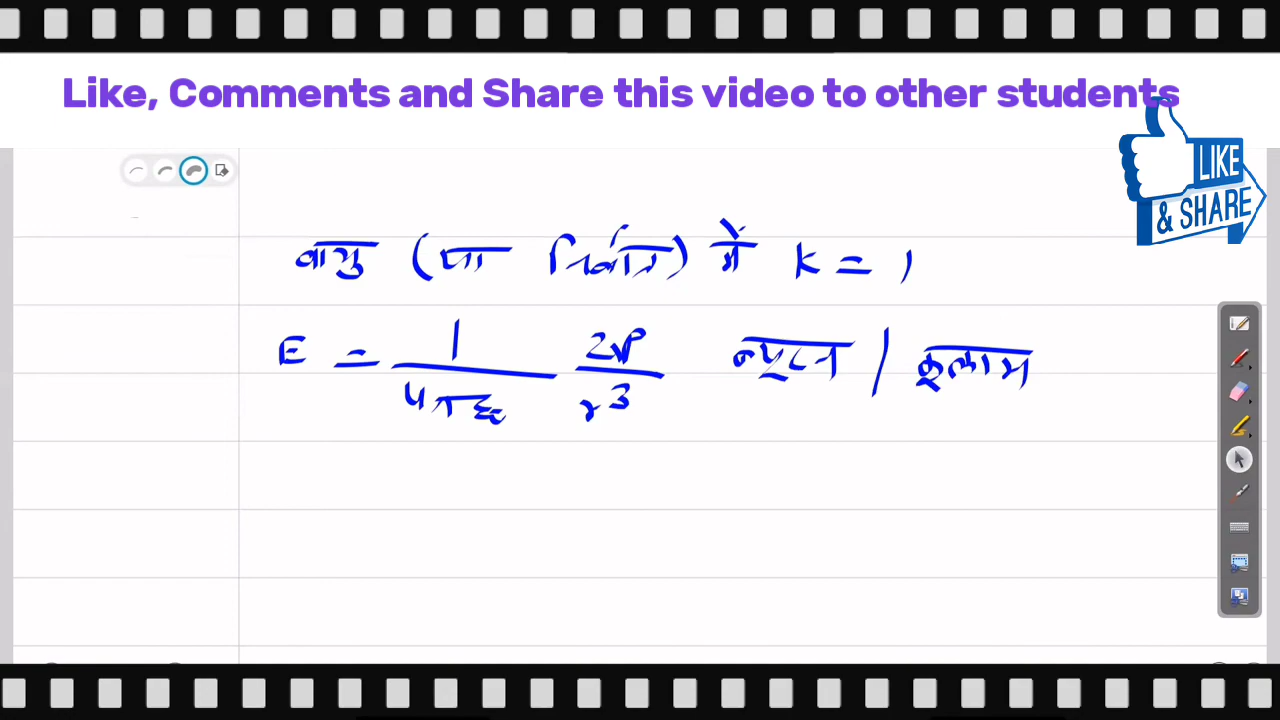 Like, Comments and Share this video to other students
LIKE
& SHARE
वायु (या निर्वात) में K = 1
E = 1/4πε₀ 2p/r³ न्यूटन / कूलाम